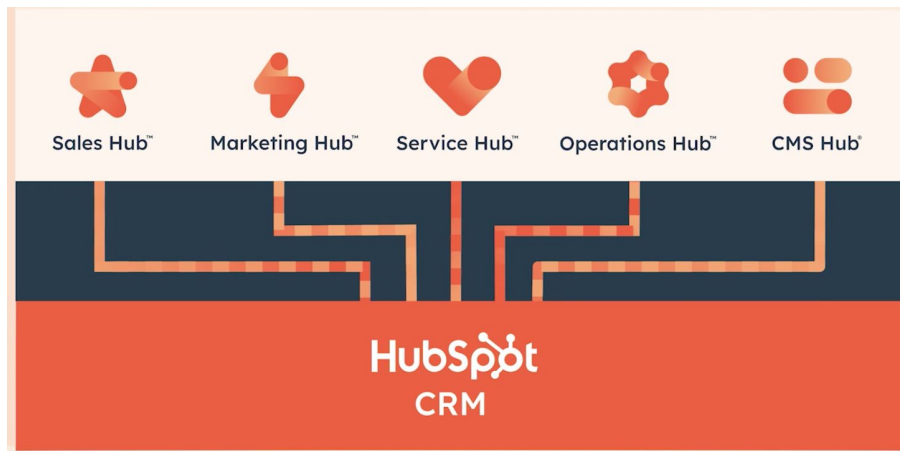 Sales Hub™
Marketing Hub™
Service Hub™
Operations Hub™
CMS Hub®
HubSpot
CRM